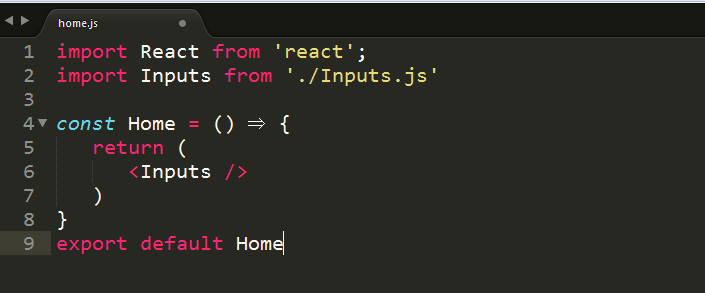 home.js
1 import React from 'react';
2 import Inputs from './Inputs.js'
3
4 const Home = () => {
5 return (
6 <Inputs />
7 )
8 }
9 export default Home